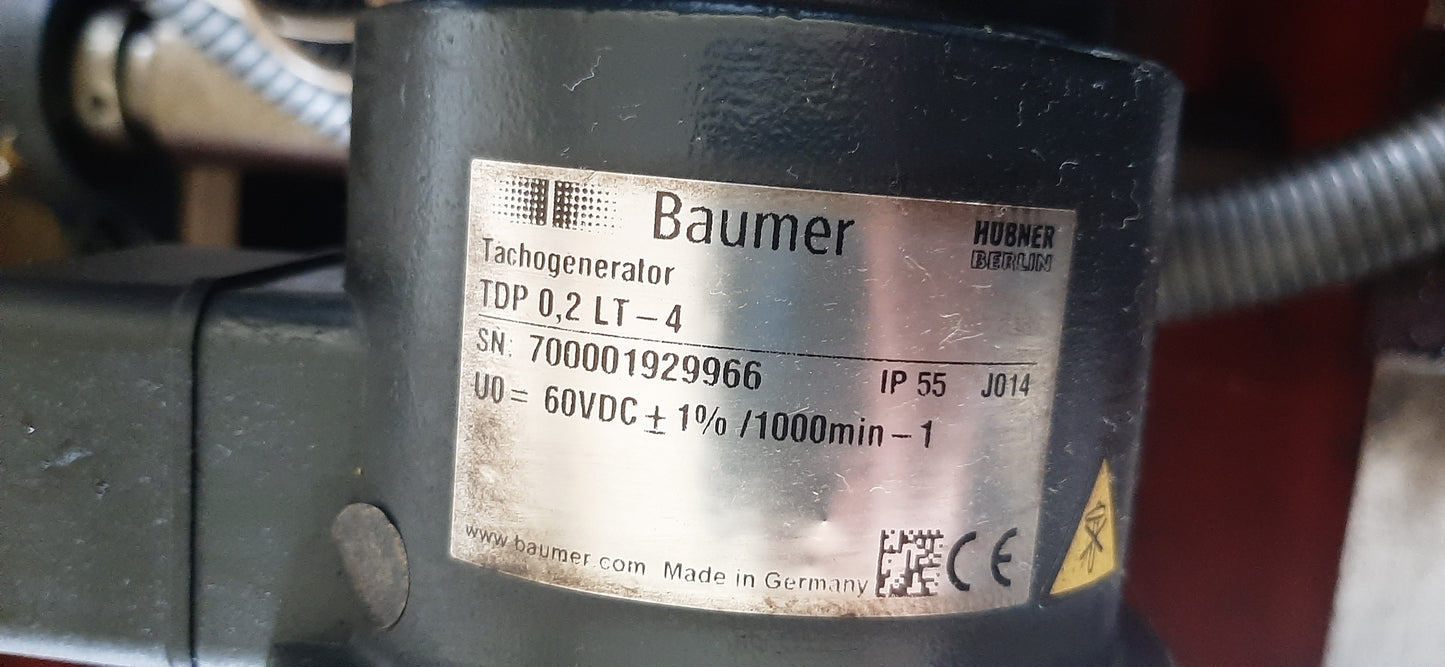 Baumer
HÜBNER
BERLIN
Tachogenerator
TDP 0,2 LT-4
SN: 700001929966 IP 55 J014
U0 = 60VDC ± 1% /1000min-1
www.baumer.com Made in Germany CE